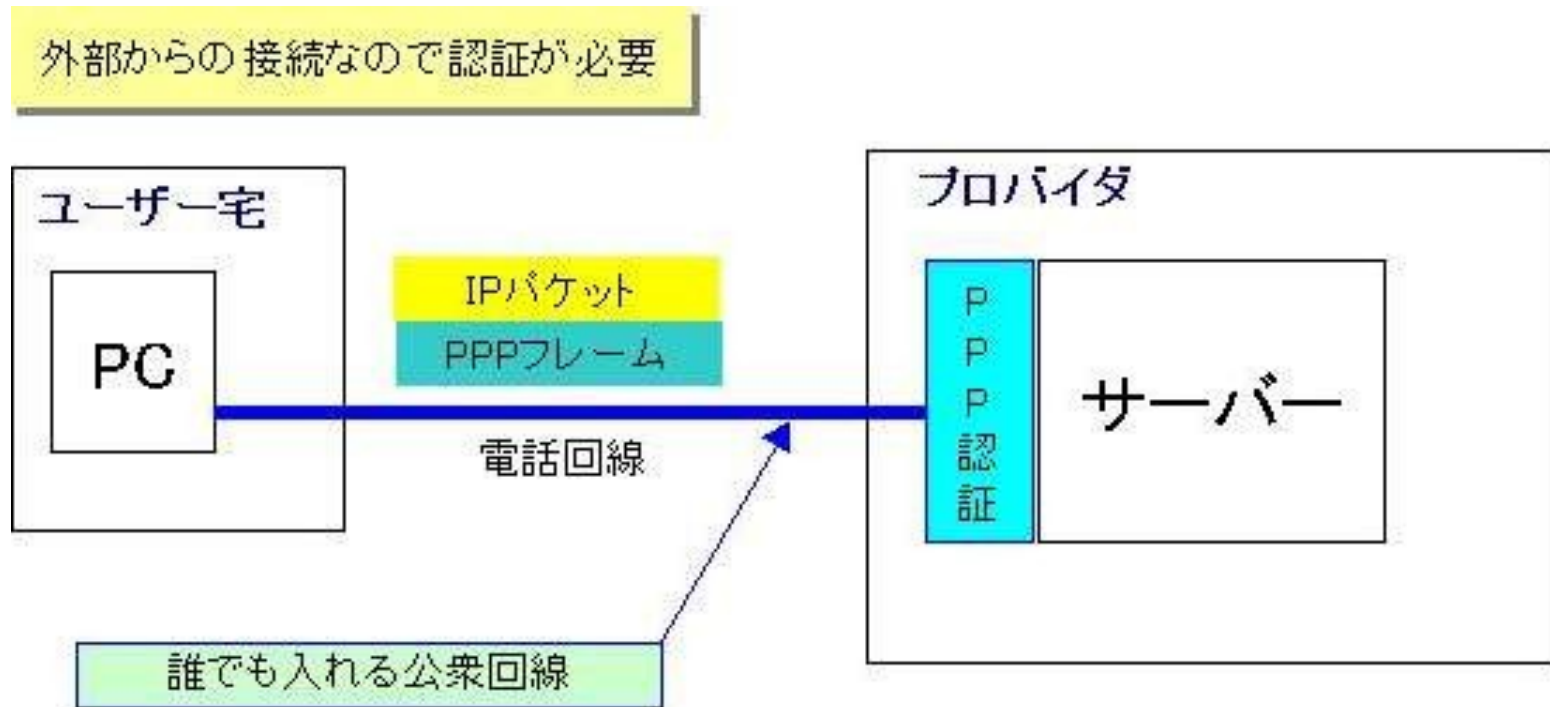 外部からの接続なので認証が必要
ユーザー宅
プロバイダ
IPパケット
PPPフレーム
PC
電話回線
PPP認証
サーバー
誰でも入れる公衆回線